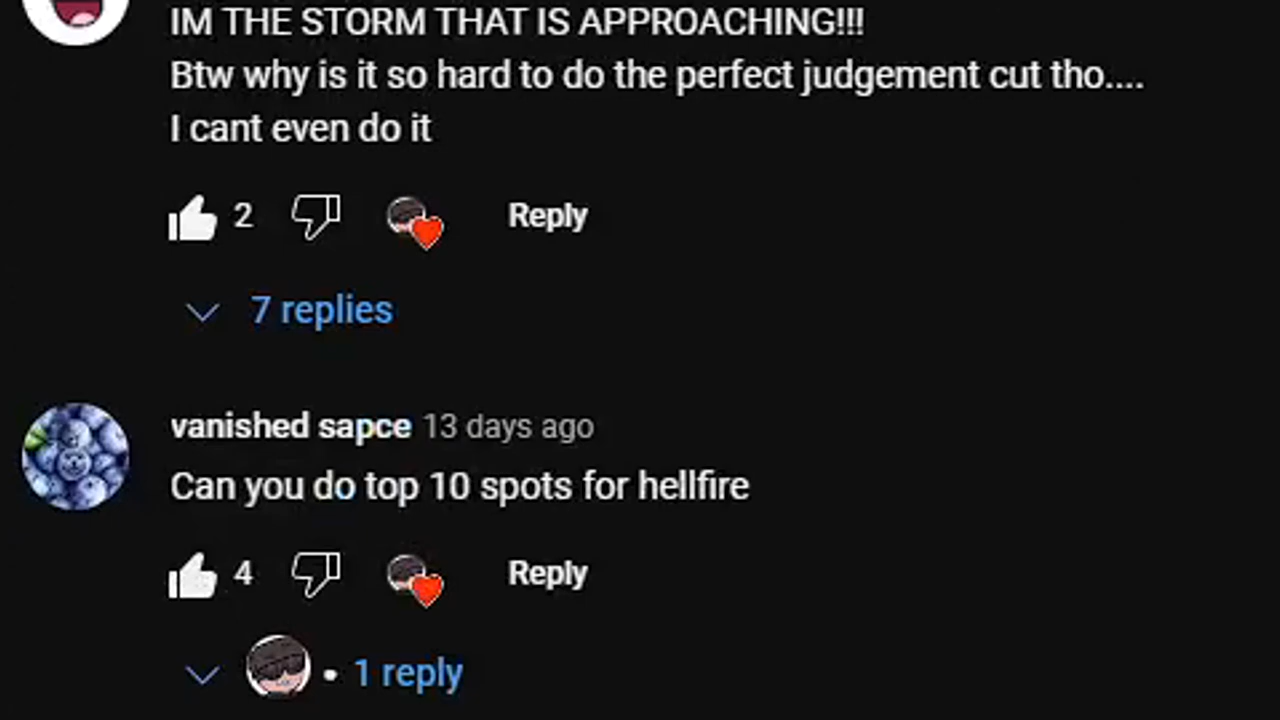 IM THE STORM THAT IS APPROACHING!!!
Btw why is it so hard to do the perfect judgement cut tho....
I cant even do it
2 Reply
7 replies
vanished sapce 13 days ago
Can you do top 10 spots for hellfire
4 Reply
• 1 reply